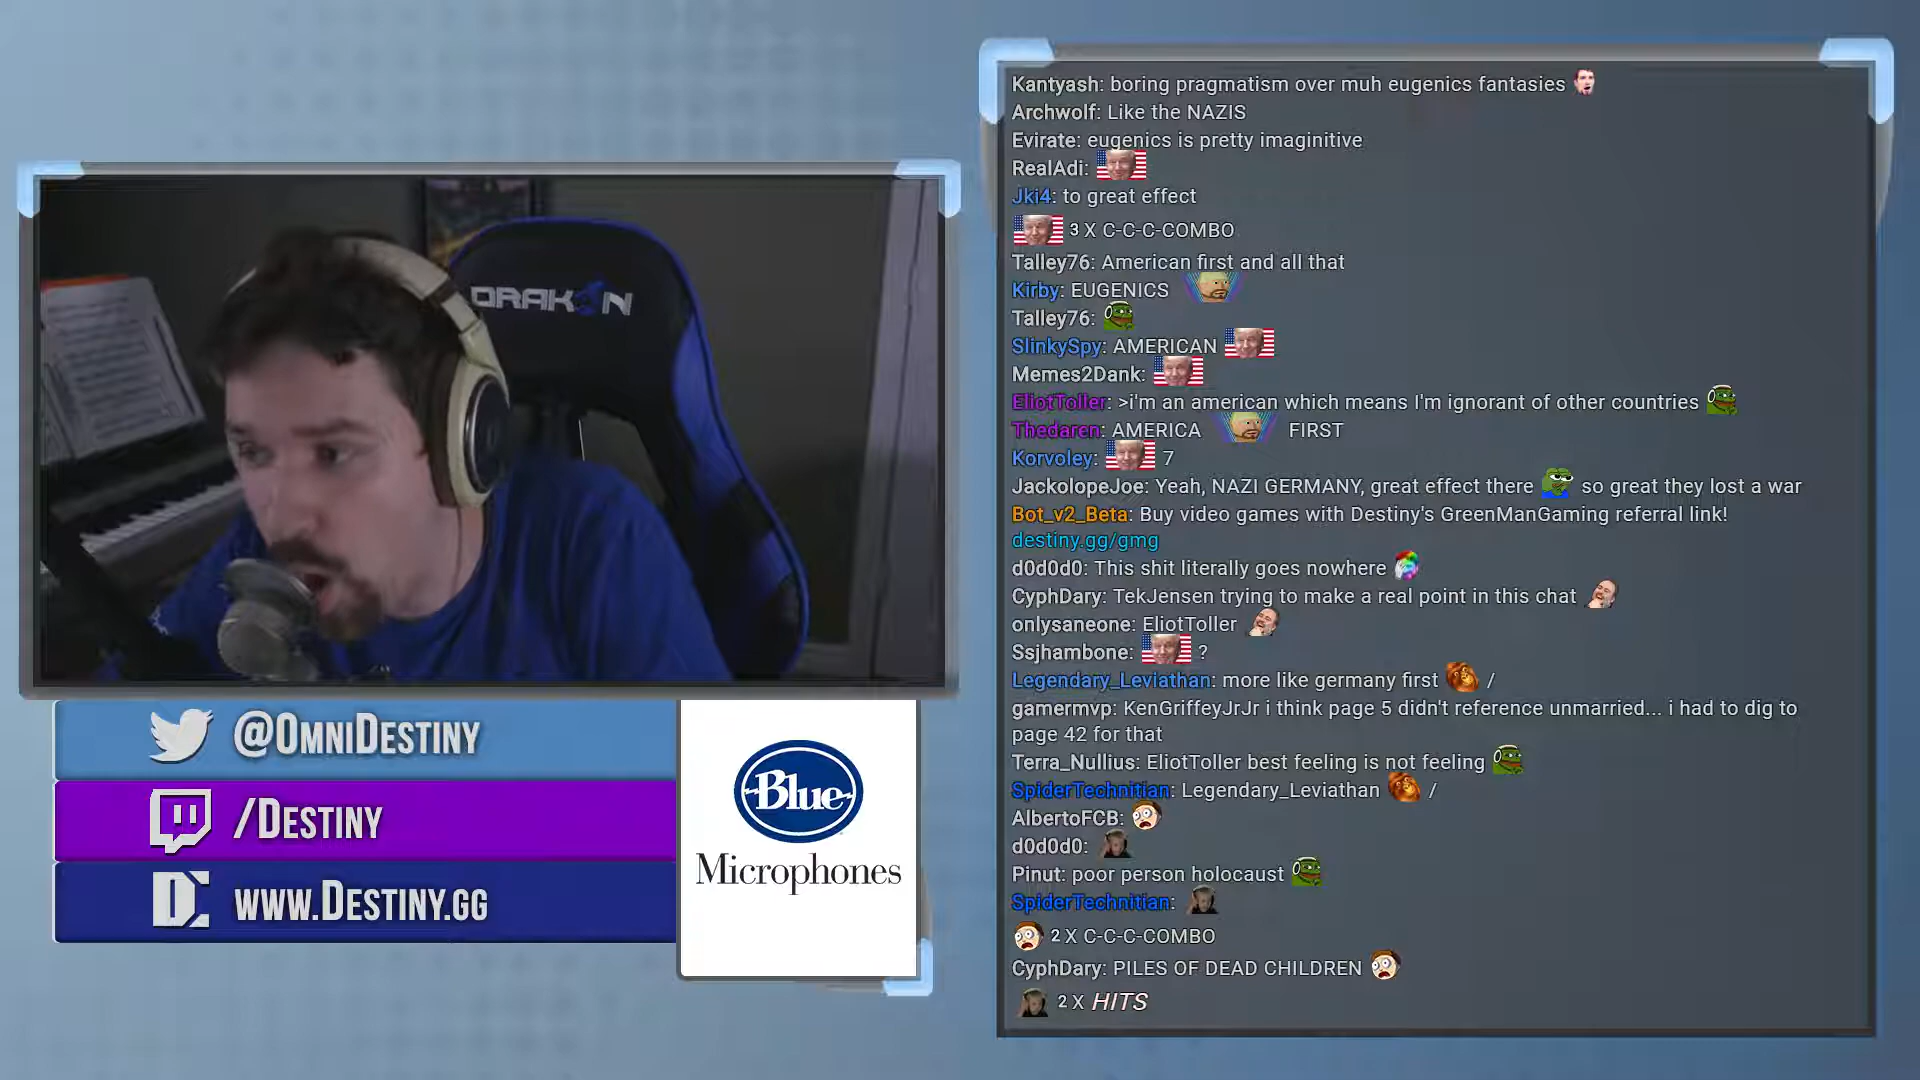 DRAKON
@OmniDestiny
/Destiny
www.Destiny.gg
Blue
Microphones
Kantyash: boring pragmatism over muh eugenics fantasies
Archwolf: Like the NAZIS
Evirate: eugenics is pretty imaginitive
RealAdi:
Jki4: to great effect
3 X C-C-C-COMBO
Talley76: American first and all that
Kirby: EUGENICS
Talley76:
SlinkySpy: AMERICAN
Memes2Dank:
EliotToller: >i'm an american which means I'm ignorant of other countries
Thedaren: AMERICA FIRST
Korvoley: 7
JackolopeJoe: Yeah, NAZI GERMANY, great effect there so great they lost a war
Bot_v2_Beta: Buy video games with Destiny's GreenManGaming referral link!
destiny.gg/gmg
d0d0d0: This shit literally goes nowhere
CyphDary: TekJensen trying to make a real point in this chat
onlysaneone: EliotToller
Ssjhambone: ?
Legendary_Leviathan: more like germany first /
gamermvp: KenGriffeyJrJr i think page 5 didn't reference unmarried... i had to dig to
page 42 for that
Terra_Nullius: EliotToller best feeling is not feeling
SpiderTechnitian: Legendary_Leviathan /
AlbertoFCB:
d0d0d0:
Pinut: poor person holocaust
SpiderTechnitian:
2 X C-C-C-COMBO
CyphDary: PILES OF DEAD CHILDREN
2 X HITS